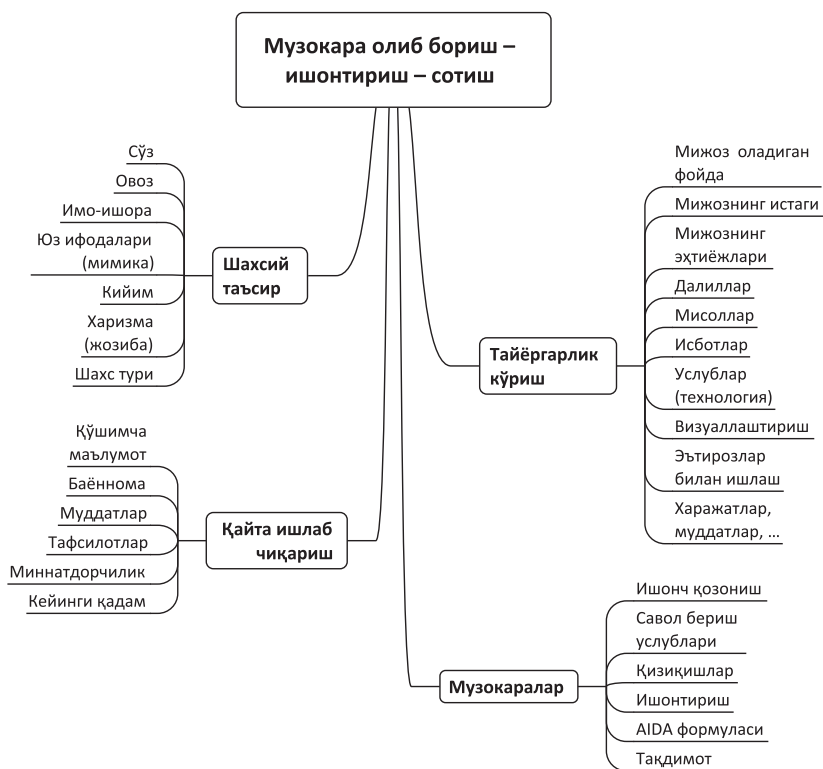 Музокара олиб бориш –
ишонтириш – сотиш
Сўз
Овоз
Имо-ишора
Юз ифодалари
(мимика)
Кийим
Харизма
(жозиба)
Шахс тури
Шахсий
таъсир
Қўшимча
маълумот
Баённома
Муддатлар
Тафсилотлар
Миннатдорчилик
Кейинги қадам
Қайта ишлаб
чиқариш
Тайёргарлик
кўриш
Мижоз оладиган
фойда
Мижознинг истаги
Мижознинг
эҳтиёжлари
Далиллар
Мисоллар
Исботлар
Услублар
(технология)
Визуаллаштириш
Эътирозлар
билан ишлаш
Харажатлар,
муддатлар, ...
Музокаралар
Ишонч қозониш
Савол бериш
услублари
Қизиқишлар
Ишонтириш
AIDA формуласи
Тақдимот